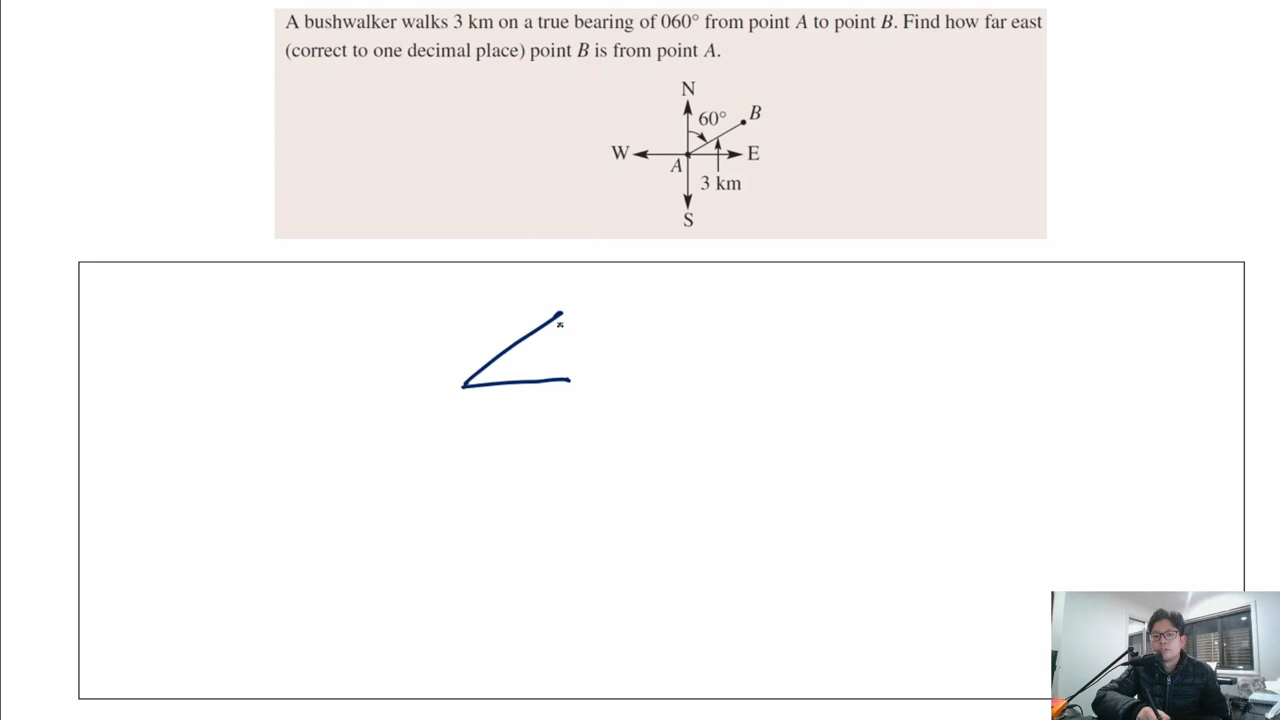 A bushwalker walks 3 km on a true bearing of 060° from point A to point B. Find how far east
(correct to one decimal place) point B is from point A.
N
60° B
W E
A
3 km
S